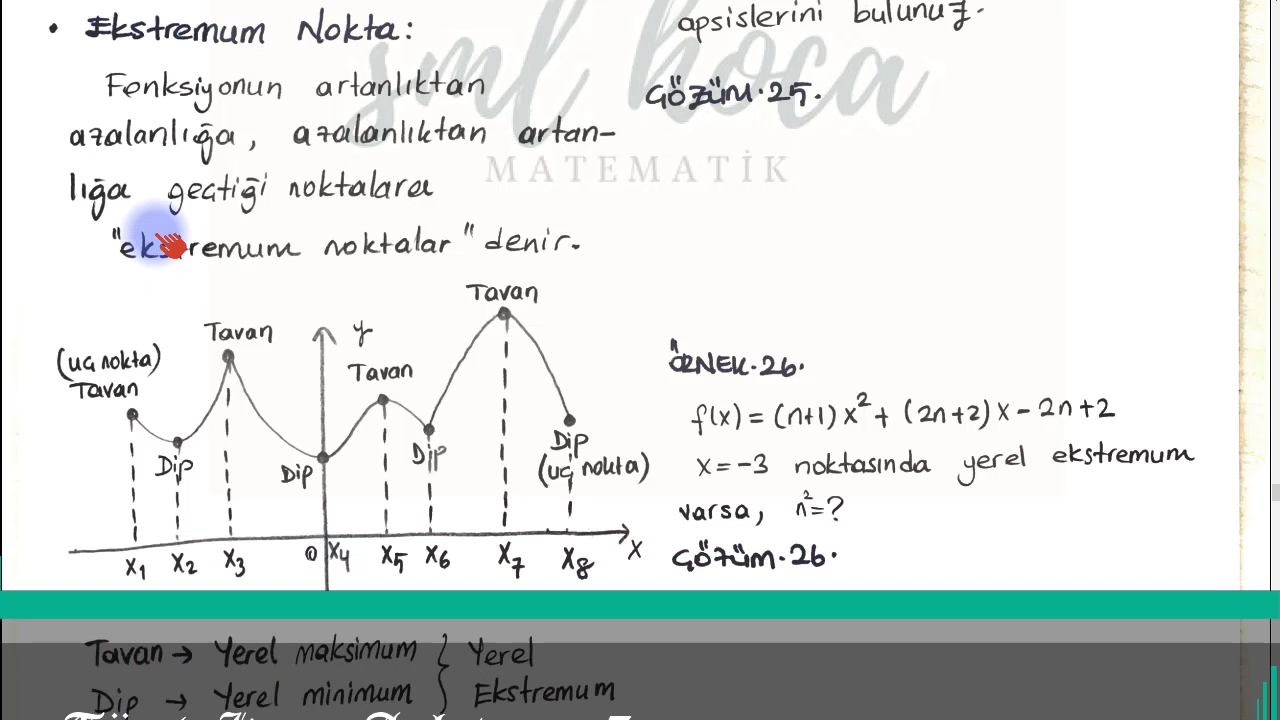 • Ekstremum Nokta:
Fonksiyonun artanlıktan
azalanlığa, azalanlıktan artan-
lığa geçtiği noktalara
"ekstremum noktalar" denir.
Tavan
Tavan
y
(uç nokta)
Tavan
Tavan
Dip
Dip
Dip
Dip
(uç nokta)
x₁ x₂ x₃ 0 x₄ x₅ x₆ x₇ x₈ x
Tavan → Yerel maksimum } Yerel
Dip → Yerel minimum } Ekstremum
apsislerini bulunuz.
GÖZÜM.25.
ÖRNEK.26.
f(x) = (n+1)x² + (2n+2)x - 2n+2
x = -3 noktasında yerel ekstremum
varsa, n² = ?
GÖZÜM.26.
sml hoca
MATEMATİK